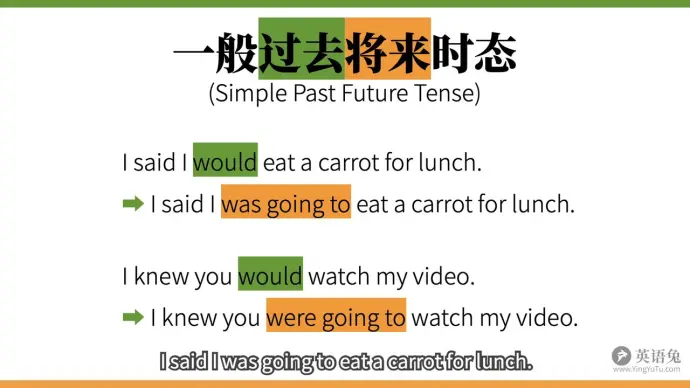 一般过去将来时态
(Simple Past Future Tense)
I said I would eat a carrot for lunch.
➡ I said I was going to eat a carrot for lunch.
I knew you would watch my video.
➡ I knew you were going to watch my video.
I said I was going to eat a carrot for lunch.
英语兔
www.YingYuTu.com